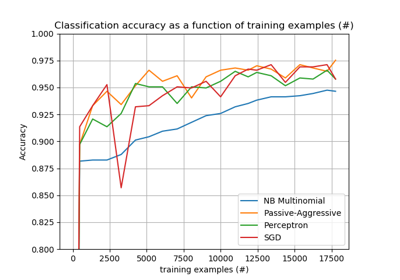 Classification accuracy as a function of training examples (#)
1.000
0.975
0.950
0.925
0.900
0.875
0.850
0.825
0.800
Accuracy
0
2500
5000
7500
10000
12500
15000
17500
training examples (#)
NB Multinomial
Passive-Aggressive
Perceptron
SGD